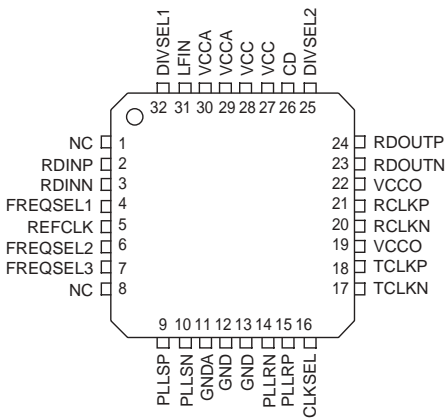 DIVSEL1
LFIN
VCCA
VCCA
VCC
VCC
CD
DIVSEL2
32 31 30 29 28 27 26 25
NC 1
RDINP 2
RDINN 3
FREQSEL1 4
REFCLK 5
FREQSEL2 6
FREQSEL3 7
NC 8
24 RDOUTP
23 RDOUTN
22 VCCO
21 RCLKP
20 RCLKN
19 VCCO
18 TCLKP
17 TCLKN
9 10 11 12 13 14 15 16
PLLSP
PLLSN
GNDA
GND
GND
PLLRN
PLLRP
CLKSEL